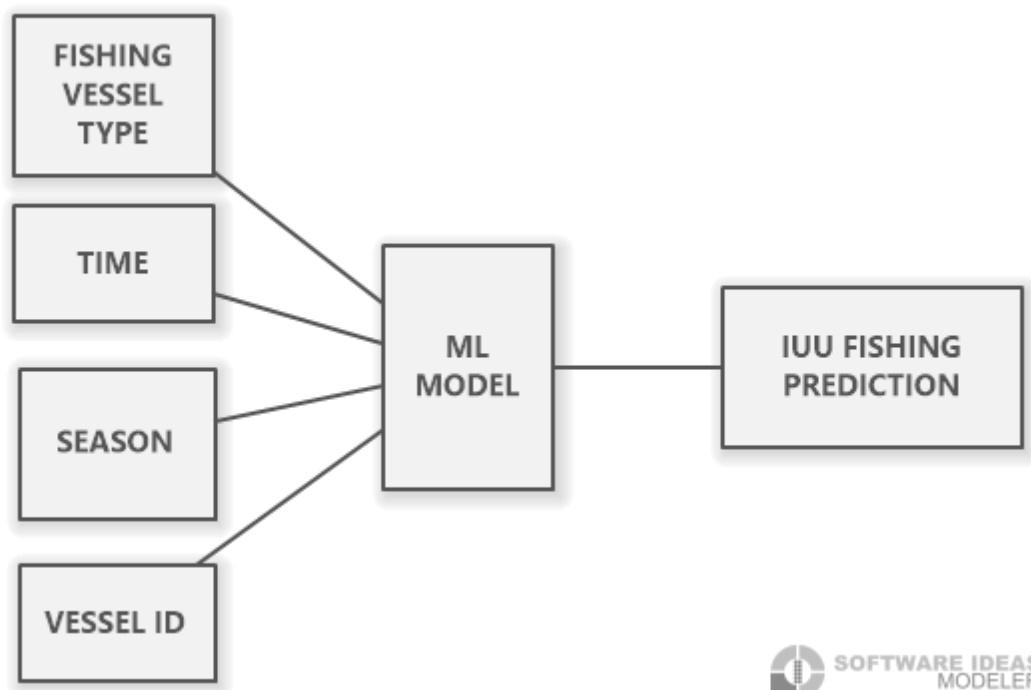 FISHING
VESSEL
TYPE
TIME
SEASON
VESSEL ID
ML
MODEL
IUU FISHING
PREDICTION
SOFTWARE IDEAS
MODELER